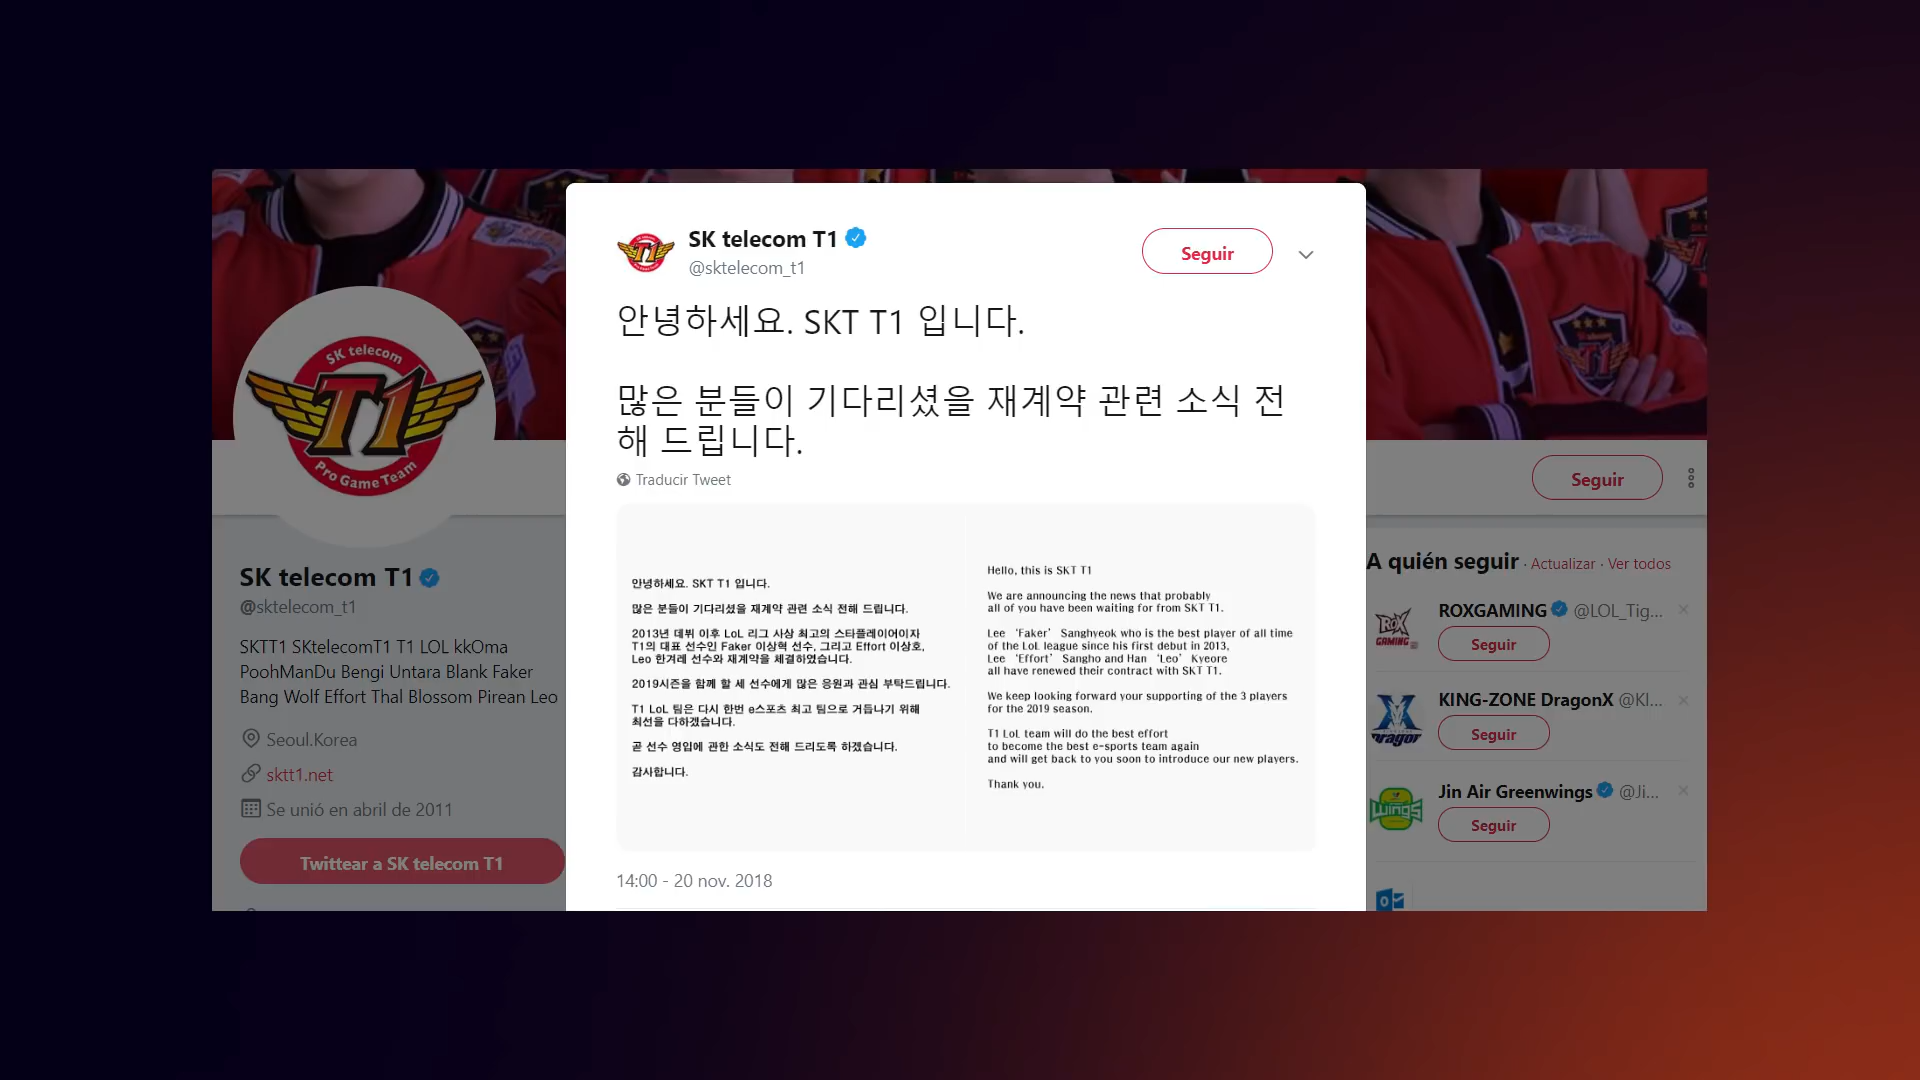 SK telecom T1
@sktelecom_t1
Seguir
안녕하세요. SKT T1 입니다.
많은 분들이 기다리셨을 재계약 관련 소식 전
해 드립니다.
Traducir Tweet
안녕하세요. SKT T1 입니다.
많은 분들이 기다리셨을 재계약 관련 소식 전해 드립니다.
2013년 데뷔 이후 LoL 리그 사상 최고의 스타플레이어이자
T1의 대표 선수인 Faker 이상혁 선수, 그리고 Effort 이상호,
Leo 한겨레 선수와 재계약을 체결하였습니다.
2019시즌을 함께 할 세 선수에게 많은 응원과 관심 부탁드립니다.
T1 LoL 팀은 다시 한번 e스포츠 최고 팀으로 거듭나기 위해
최선을 다하겠습니다.
곧 선수 영입에 관한 소식도 전해 드리도록 하겠습니다.
감사합니다.
Hello, this is SKT T1
We are announcing the news that probably
all of you have been waiting for from SKT T1.
Lee 'Faker' Sanghyeok who is the best player of all time
of the LoL league since his first debut in 2013,
Lee 'Effort' Sangho and Han 'Leo' Kyeore
all have renewed their contract with SKT T1.
We keep looking forward your supporting of the 3 players
for the 2019 season.
T1 LoL team will do the best effort
to become the best e-sports team again
and will get back to you soon to introduce our new players.
Thank you.
14:00 - 20 nov. 2018
SK telecom
T1
Pro Game Team
SK telecom T1
@sktelecom_t1
SKTT1 SKtelecomT1 T1 LOL kkOma
PoohManDu Bengi Untara Blank Faker
Bang Wolf Effort Thal Blossom Pirean Leo
Seoul.Korea
sktt1.net
Se unió en abril de 2011
Twittear a SK telecom T1
Seguir
A quién seguir · Actualizar · Ver todos
ROXGAMING @LOL_Tig...
Seguir
KING-ZONE DragonX @KI...
Seguir
Jin Air Greenwings @Ji...
Seguir